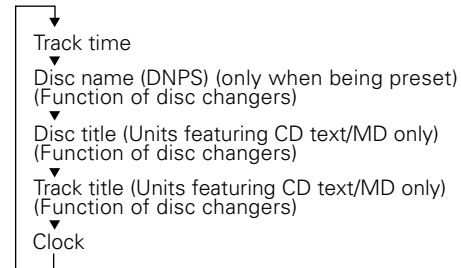 Track time
Disc name (DNPS) (only when being preset)
(Function of disc changers)
Disc title (Units featuring CD text/MD only)
(Function of disc changers)
Track title (Units featuring CD text/MD only)
(Function of disc changers)
Clock